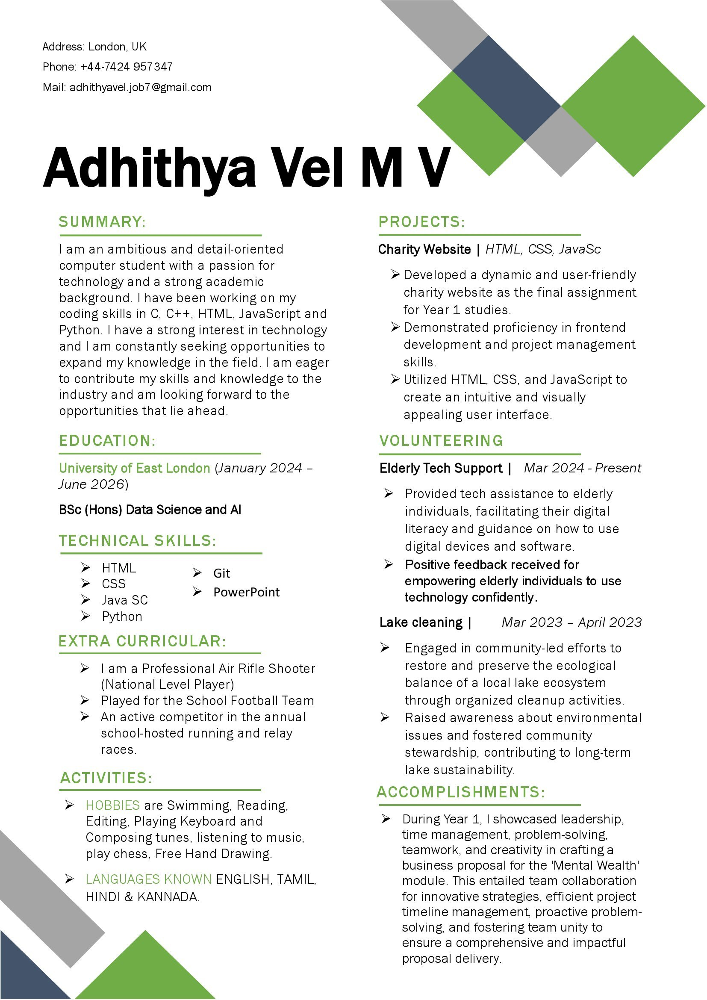 Address: London, UK
Phone: +44-7424 957347
Mail: adhithyavel.job7@gmail.com
Adhithya Vel M V
SUMMARY:
I am an ambitious and detail-oriented
computer student with a passion for
technology and a strong academic
background. I have been working on my
coding skills in C, C++, HTML, JavaScript and
Python. I have a strong interest in technology
and I am constantly seeking opportunities to
expand my knowledge in the field. I am eager
to contribute my skills and knowledge to the
industry and am looking forward to the
opportunities that lie ahead.
EDUCATION:
University of East London (January 2024 –
June 2026)
BSc (Hons) Data Science and AI
TECHNICAL SKILLS:
➢ HTML
➢ CSS
➢ Java SC
➢ Python
➢ Git
➢ PowerPoint
EXTRA CURRICULAR:
➢ I am a Professional Air Rifle Shooter
(National Level Player)
➢ Played for the School Football Team
➢ An active competitor in the annual
school-hosted running and relay
races.
ACTIVITIES:
➢ HOBBIES are Swimming, Reading,
Editing, Playing Keyboard and
Composing tunes, listening to music,
play chess, Free Hand Drawing.
➢ LANGUAGES KNOWN ENGLISH, TAMIL,
HINDI & KANNADA.
PROJECTS:
Charity Website | HTML, CSS, JavaSc
➢ Developed a dynamic and user-friendly
charity website as the final assignment
for Year 1 studies.
➢ Demonstrated proficiency in frontend
development and project management
skills.
➢ Utilized HTML, CSS, and JavaScript to
create an intuitive and visually
appealing user interface.
VOLUNTEERING
Elderly Tech Support | Mar 2024 - Present
➢ Provided tech assistance to elderly
individuals, facilitating their digital
literacy and guidance on how to use
digital devices and software.
➢ Positive feedback received for
empowering elderly individuals to use
technology confidently.
Lake cleaning | Mar 2023 – April 2023
➢ Engaged in community-led efforts to
restore and preserve the ecological
balance of a local lake ecosystem
through organized cleanup activities.
➢ Raised awareness about environmental
issues and fostered community
stewardship, contributing to long-term
lake sustainability.
ACCOMPLISHMENTS:
➢ During Year 1, I showcased leadership,
time management, problem-solving,
teamwork, and creativity in crafting a
business proposal for the 'Mental Wealth'
module. This entailed team collaboration
for innovative strategies, efficient project
timeline management, proactive problem-
solving, and fostering team unity to
ensure a comprehensive and impactful
proposal delivery.